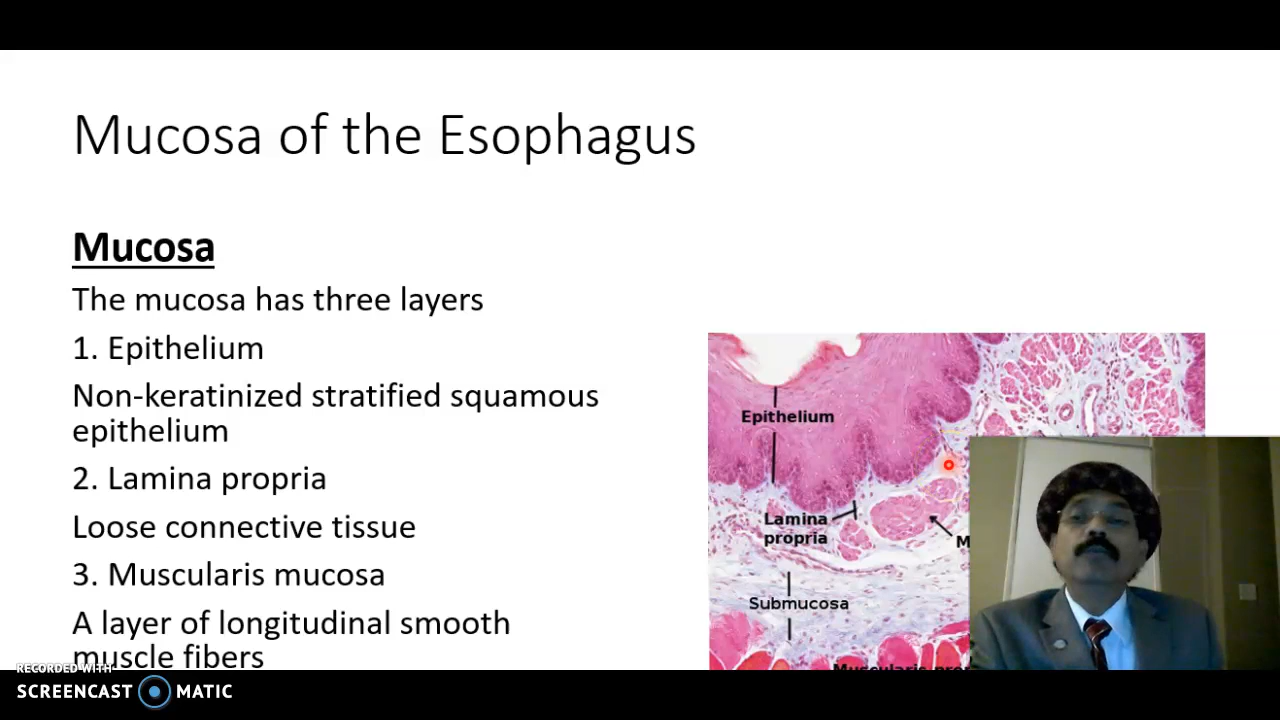 Mucosa of the Esophagus
Mucosa
The mucosa has three layers
1. Epithelium
Non-keratinized stratified squamous
epithelium
2. Lamina propria
Loose connective tissue
3. Muscularis mucosa
A layer of longitudinal smooth
muscle fibers
Epithelium
Lamina
propria
M
Submucosa
RECORDED WITH
SCREENCAST MATIC